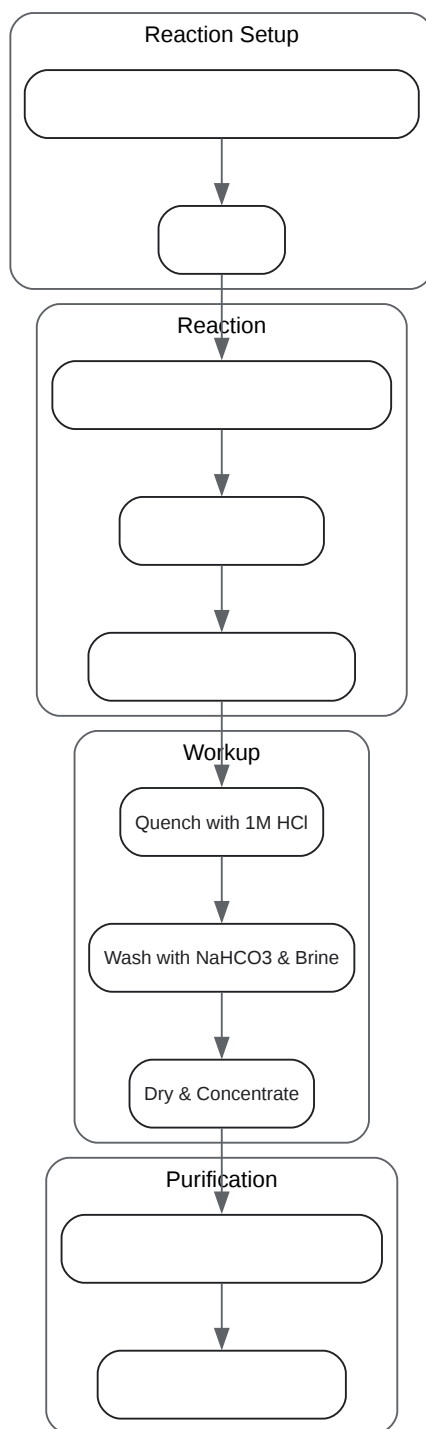 Reaction Setup
Reaction
Workup
Quench with 1M HCl
Wash with NaHCO3 & Brine
Dry & Concentrate
Purification